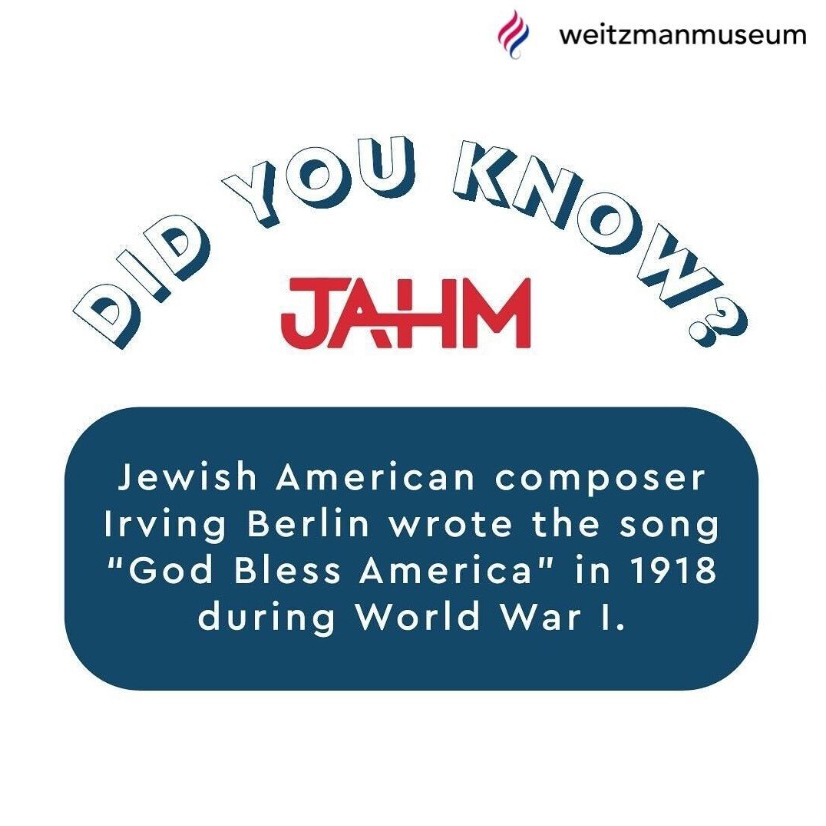 weitzmanmuseum
DID YOU KNOW?
JAHM
Jewish American composer
Irving Berlin wrote the song
“God Bless America” in 1918
during World War I.